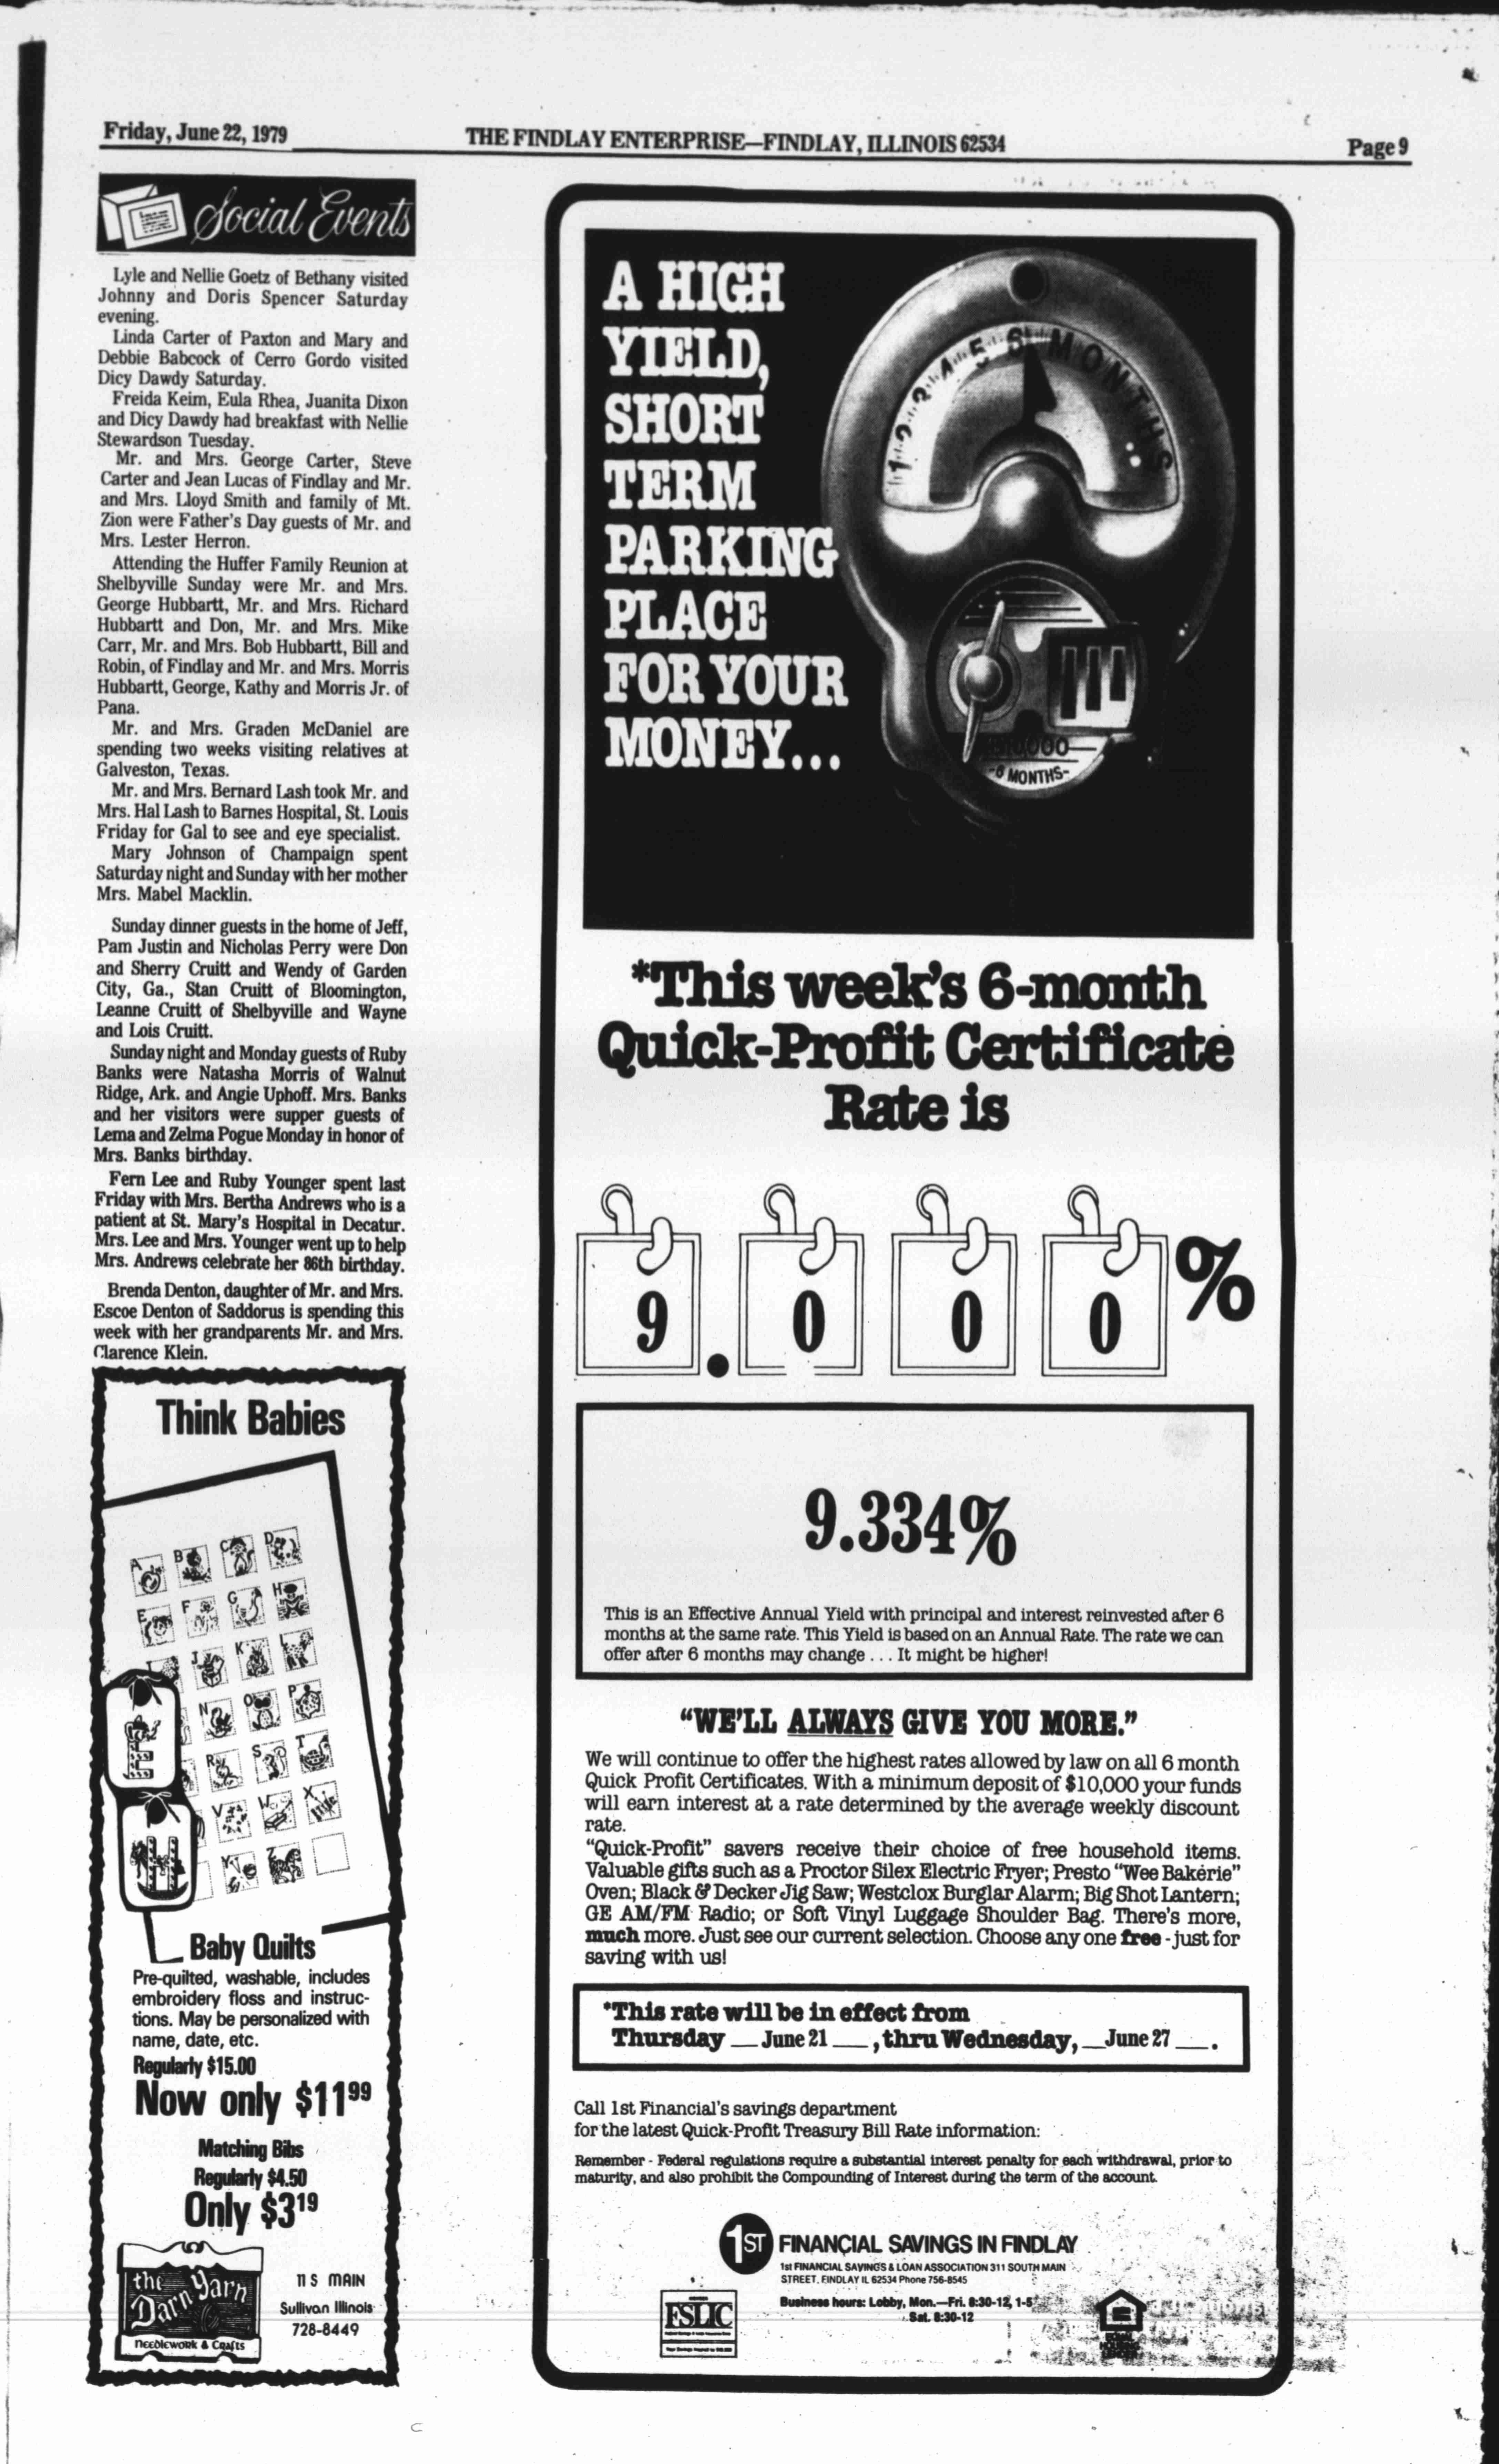 Friday, June 22, 1979
THE FINDLAY ENTERPRISE—FINDLAY, ILLINOIS 62534
Page 9
Social Events
Lyle and Nellie Goetz of Bethany visited
Johnny and Doris Spencer Saturday
evening.
Linda Carter of Paxton and Mary and
Debbie Babcock of Cerro Gordo visited
Dicy Dawdy Saturday.
Freida Keim, Eula Rhea, Juanita Dixon
and Dicy Dawdy had breakfast with Nellie
Stewardson Tuesday.
Mr. and Mrs. George Carter, Steve
Carter and Jean Lucas of Findlay and Mr.
and Mrs. Lloyd Smith and family of Mt.
Zion were Father's Day guests of Mr. and
Mrs. Lester Herron.
Attending the Huffer Family Reunion at
Shelbyville Sunday were Mr. and Mrs.
George Hubbartt, Mr. and Mrs. Richard
Hubbartt and Don, Mr. and Mrs. Mike
Carr, Mr. and Mrs. Bob Hubbartt, Bill and
Robin, of Findlay and Mr. and Mrs. Morris
Hubbartt, George, Kathy and Morris Jr. of
Pana.
Mr. and Mrs. Graden McDaniel are
spending two weeks visiting relatives at
Galveston, Texas.
Mr. and Mrs. Bernard Lash took Mr. and
Mrs. Hal Lash to Barnes Hospital, St. Louis
Friday for Gal to see and eye specialist.
Mary Johnson of Champaign spent
Saturday night and Sunday with her mother
Mrs. Mabel Macklin.
Sunday dinner guests in the home of Jeff,
Pam Justin and Nicholas Perry were Don
and Sherry Cruitt and Wendy of Garden
City, Ga., Stan Cruitt of Bloomington,
Leanne Cruitt of Shelbyville and Wayne
and Lois Cruitt.
Sunday night and Monday guests of Ruby
Banks were Natasha Morris of Walnut
Ridge, Ark. and Angie Uphoff. Mrs. Banks
and her visitors were supper guests of
Lema and Zelma Pogue Monday in honor of
Mrs. Banks birthday.
Fern Lee and Ruby Younger spent last
Friday with Mrs. Bertha Andrews who is a
patient at St. Mary's Hospital in Decatur.
Mrs. Lee and Mrs. Younger went up to help
Mrs. Andrews celebrate her 86th birthday.
Brenda Denton, daughter of Mr. and Mrs.
Escoe Denton of Saddorus is spending this
week with her grandparents Mr. and Mrs.
Clarence Klein.
Think Babies
A B C D
E F G H
J K L
N O P
R S T
V W X
Y Z
E
H
Baby Quilts
Pre-quilted, washable, includes
embroidery floss and instruc-
tions. May be personalized with
name, date, etc.
Regularly $15.00
Now only $11⁹⁹
Matching Bibs
Regularly $4.50
Only $3¹⁹
the
Darn Yarn
Needlework & Crafts
11 S MAIN
Sullivan Illinois
728-8449
A HIGH
YIELD,
SHORT
TERM
PARKING
PLACE
FOR YOUR
MONEY...
1 2 3 4 5 6 MONTHS
-6 MONTHS-
*This week's 6-month
Quick-Profit Certificate
Rate is
9.000%
9.334%
This is an Effective Annual Yield with principal and interest reinvested after 6
months at the same rate. This Yield is based on an Annual Rate. The rate we can
offer after 6 months may change . . . It might be higher!
"WE'LL ALWAYS GIVE YOU MORE."
We will continue to offer the highest rates allowed by law on all 6 month
Quick Profit Certificates. With a minimum deposit of $10,000 your funds
will earn interest at a rate determined by the average weekly discount
rate.
"Quick-Profit" savers receive their choice of free household items.
Valuable gifts such as a Proctor Silex Electric Fryer; Presto "Wee Bakerie"
Oven; Black & Decker Jig Saw; Westclox Burglar Alarm; Big Shot Lantern;
GE AM/FM Radio; or Soft Vinyl Luggage Shoulder Bag. There's more,
much more. Just see our current selection. Choose any one free - just for
saving with us!
*This rate will be in effect from
Thursday __ June 21 __, thru Wednesday, __ June 27 __.
Call 1st Financial's savings department
for the latest Quick-Profit Treasury Bill Rate information:
Remember - Federal regulations require a substantial interest penalty for each withdrawal, prior to
maturity, and also prohibit the Compounding of Interest during the term of the account.
1ST FINANCIAL SAVINGS IN FINDLAY
1st FINANCIAL SAVINGS & LOAN ASSOCIATION 311 SOUTH MAIN
STREET, FINDLAY IL 62534 Phone 756-8545
Business hours: Lobby, Mon.—Fri. 8:30-12, 1-5
Sat. 8:30-12
FSLIC